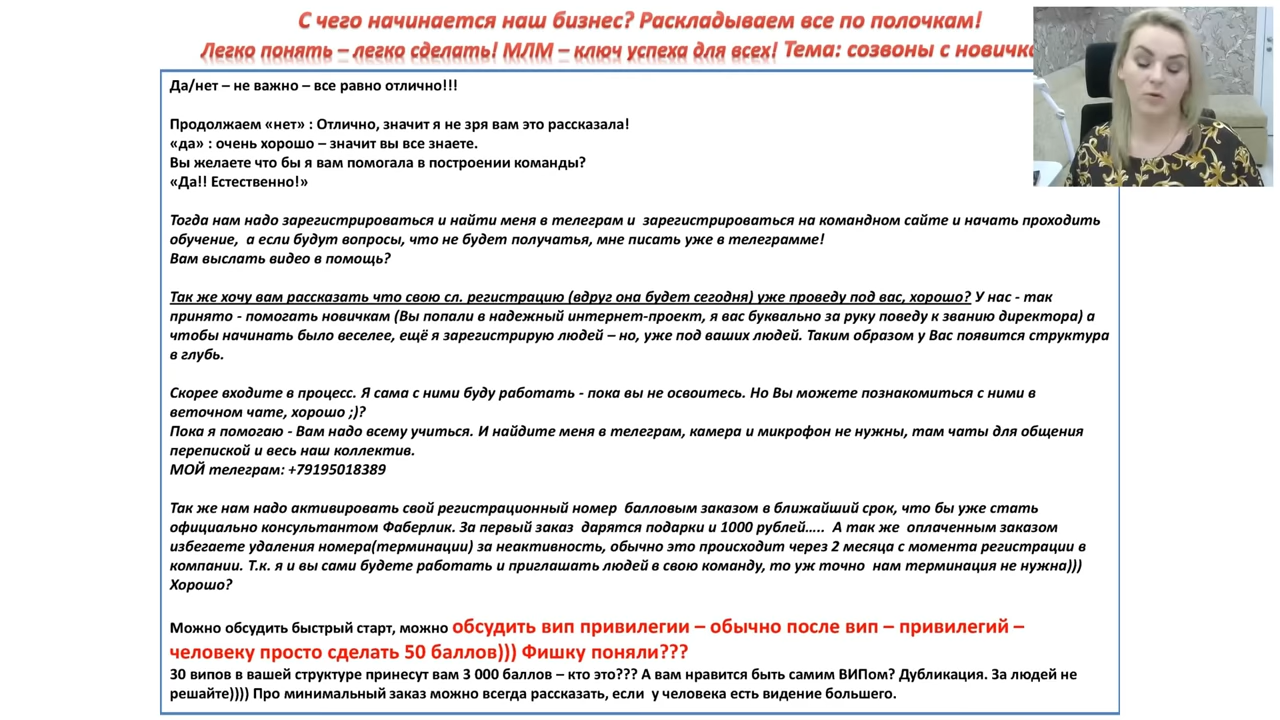 С чего начинается наш бизнес? Раскладываем все по полочкам!
Легко понять – легко сделать! МЛМ – ключ успеха для всех! Тема: созвоны с
Да/нет – не важно – все равно отлично!!!
Продолжаем «нет» : Отлично, значит я не зря вам это рассказала!
«да» : очень хорошо – значит вы все знаете.
Вы желаете что бы я вам помогала в построении команды?
«Да!! Естественно!»
Тогда нам надо зарегистрироваться и найти меня в телеграм и зарегистрироваться на командном сайте и начать проходить
обучение, а если будут вопросы, что не будет получатья, мне писать уже в телеграмме!
Вам выслать видео в помощь?
Так же хочу вам рассказать что свою сл. регистрацию (вдруг она будет сегодня) уже проведу под вас, хорошо? У нас - так
принято - помогать новичкам (Вы попали в надежный интернет-проект, я вас буквально за руку поведу к званию директора) а
чтобы начинать было веселее, ещё я зарегистрирую людей – но, уже под ваших людей. Таким образом у Вас появится структура
в глубь.
Скорее входите в процесс. Я сама с ними буду работать - пока вы не освоитесь. Но Вы можете познакомиться с ними в
веточном чате, хорошо ;)?
Пока я помогаю - Вам надо всему учиться. И найдите меня в телеграм, камера и микрофон не нужны, там чаты для общения
перепиской и весь наш коллектив.
МОЙ телеграм: +79195018389
Так же нам надо активировать свой регистрационный номер балловым заказом в ближайший срок, что бы уже стать
официально консультантом Фаберлик. За первый заказ дарятся подарки и 1000 рублей..... А так же оплаченным заказом
избегаете удаления номера(терминации) за неактивность, обычно это происходит через 2 месяца с момента регистрации в
компании. Т.к. я и вы сами будете работать и приглашать людей в свою команду, то уж точно нам терминация не нужна)))
Хорошо?
Можно обсудить быстрый старт, можно обсудить вип привилегии – обычно после вип – привилегий –
человеку просто сделать 50 баллов))) Фишку поняли???
30 випов в вашей структуре принесут вам 3 000 баллов – кто это??? А вам нравится быть самим ВИПом? Дубликация. За людей не
решайте)))) Про минимальный заказ можно всегда рассказать, если у человека есть видение большего.